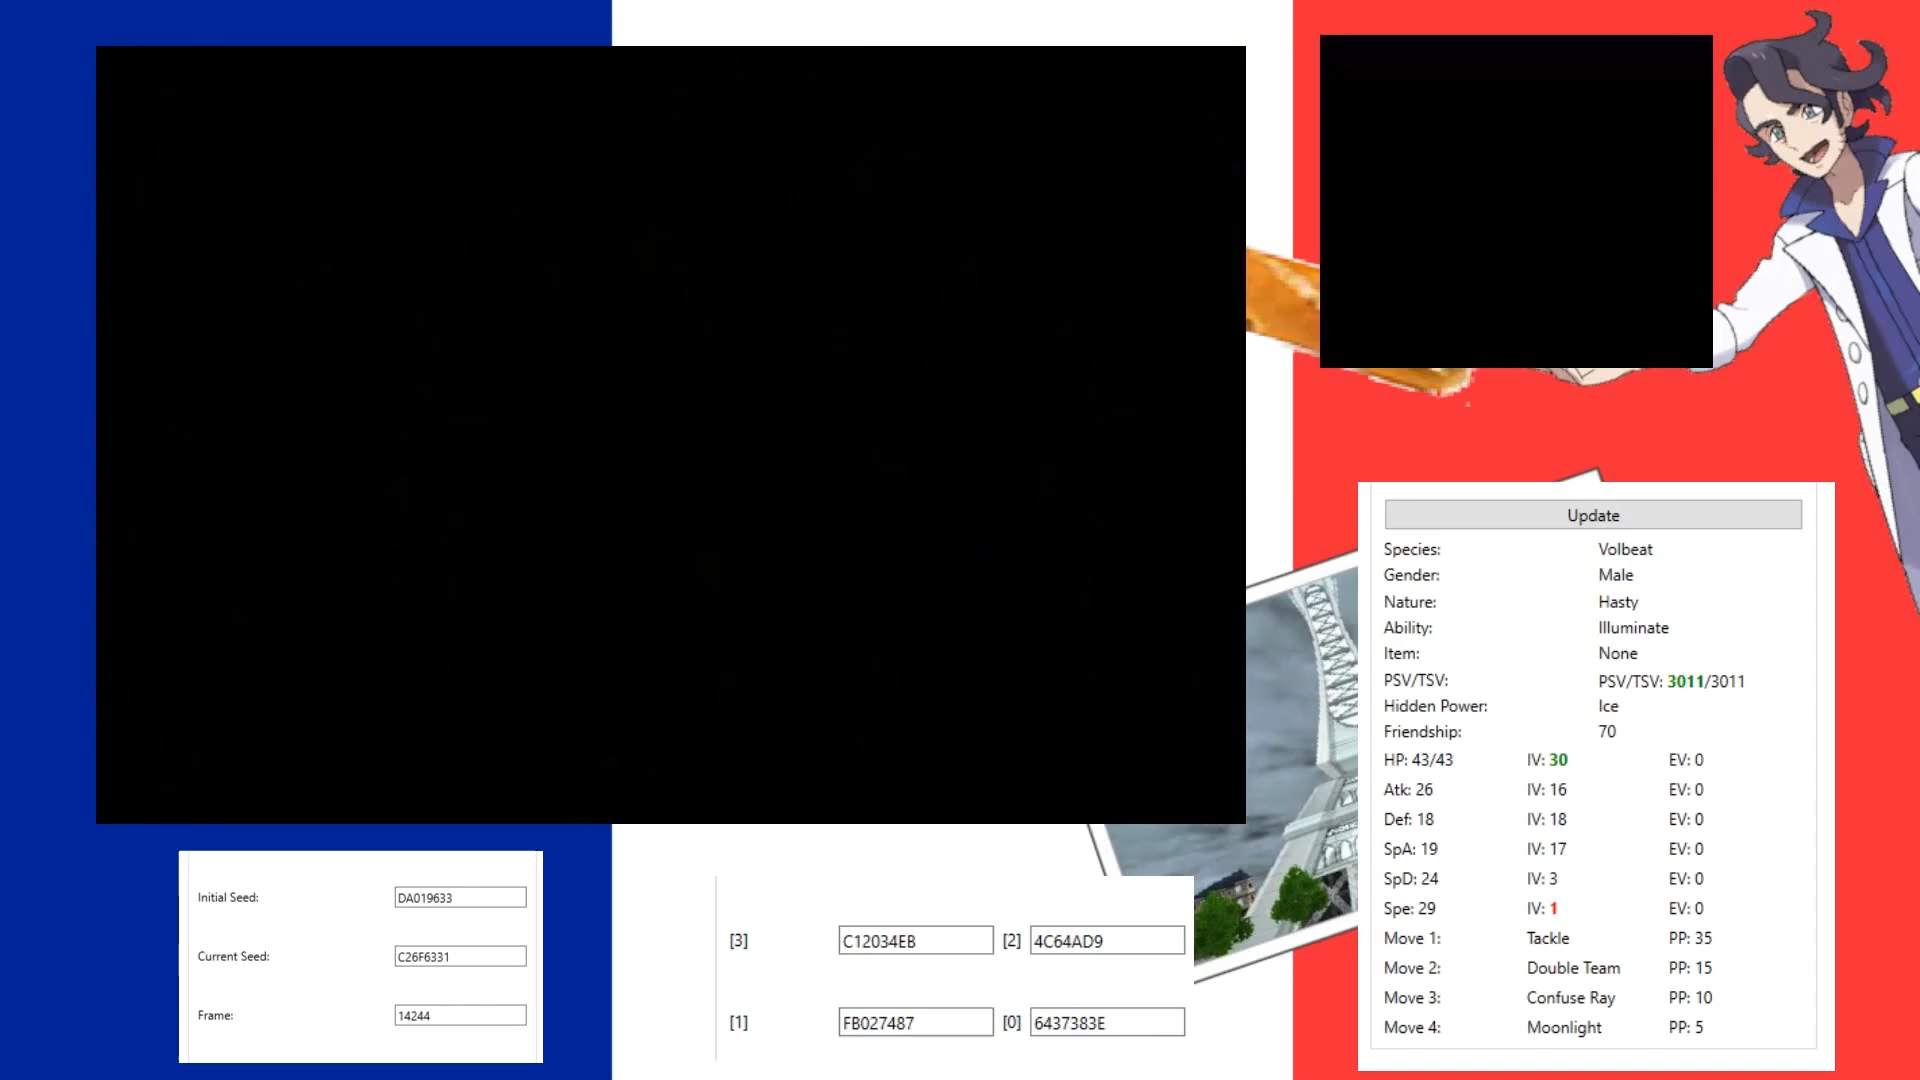 Update
Species: Volbeat
Gender: Male
Nature: Hasty
Ability: Illuminate
Item: None
PSV/TSV: PSV/TSV: 3011/3011
Hidden Power: Ice
Friendship: 70
HP: 43/43 IV: 30 EV: 0
Atk: 26 IV: 16 EV: 0
Def: 18 IV: 18 EV: 0
SpA: 19 IV: 17 EV: 0
SpD: 24 IV: 3 EV: 0
Spe: 29 IV: 1 EV: 0
Move 1: Tackle PP: 35
Move 2: Double Team PP: 15
Move 3: Confuse Ray PP: 10
Move 4: Moonlight PP: 5
Initial Seed: DA019633
Current Seed: C26F6331
Frame: 14244
[3] C12034EB [2] 4C64AD9
[1] FB027487 [0] 6437383E